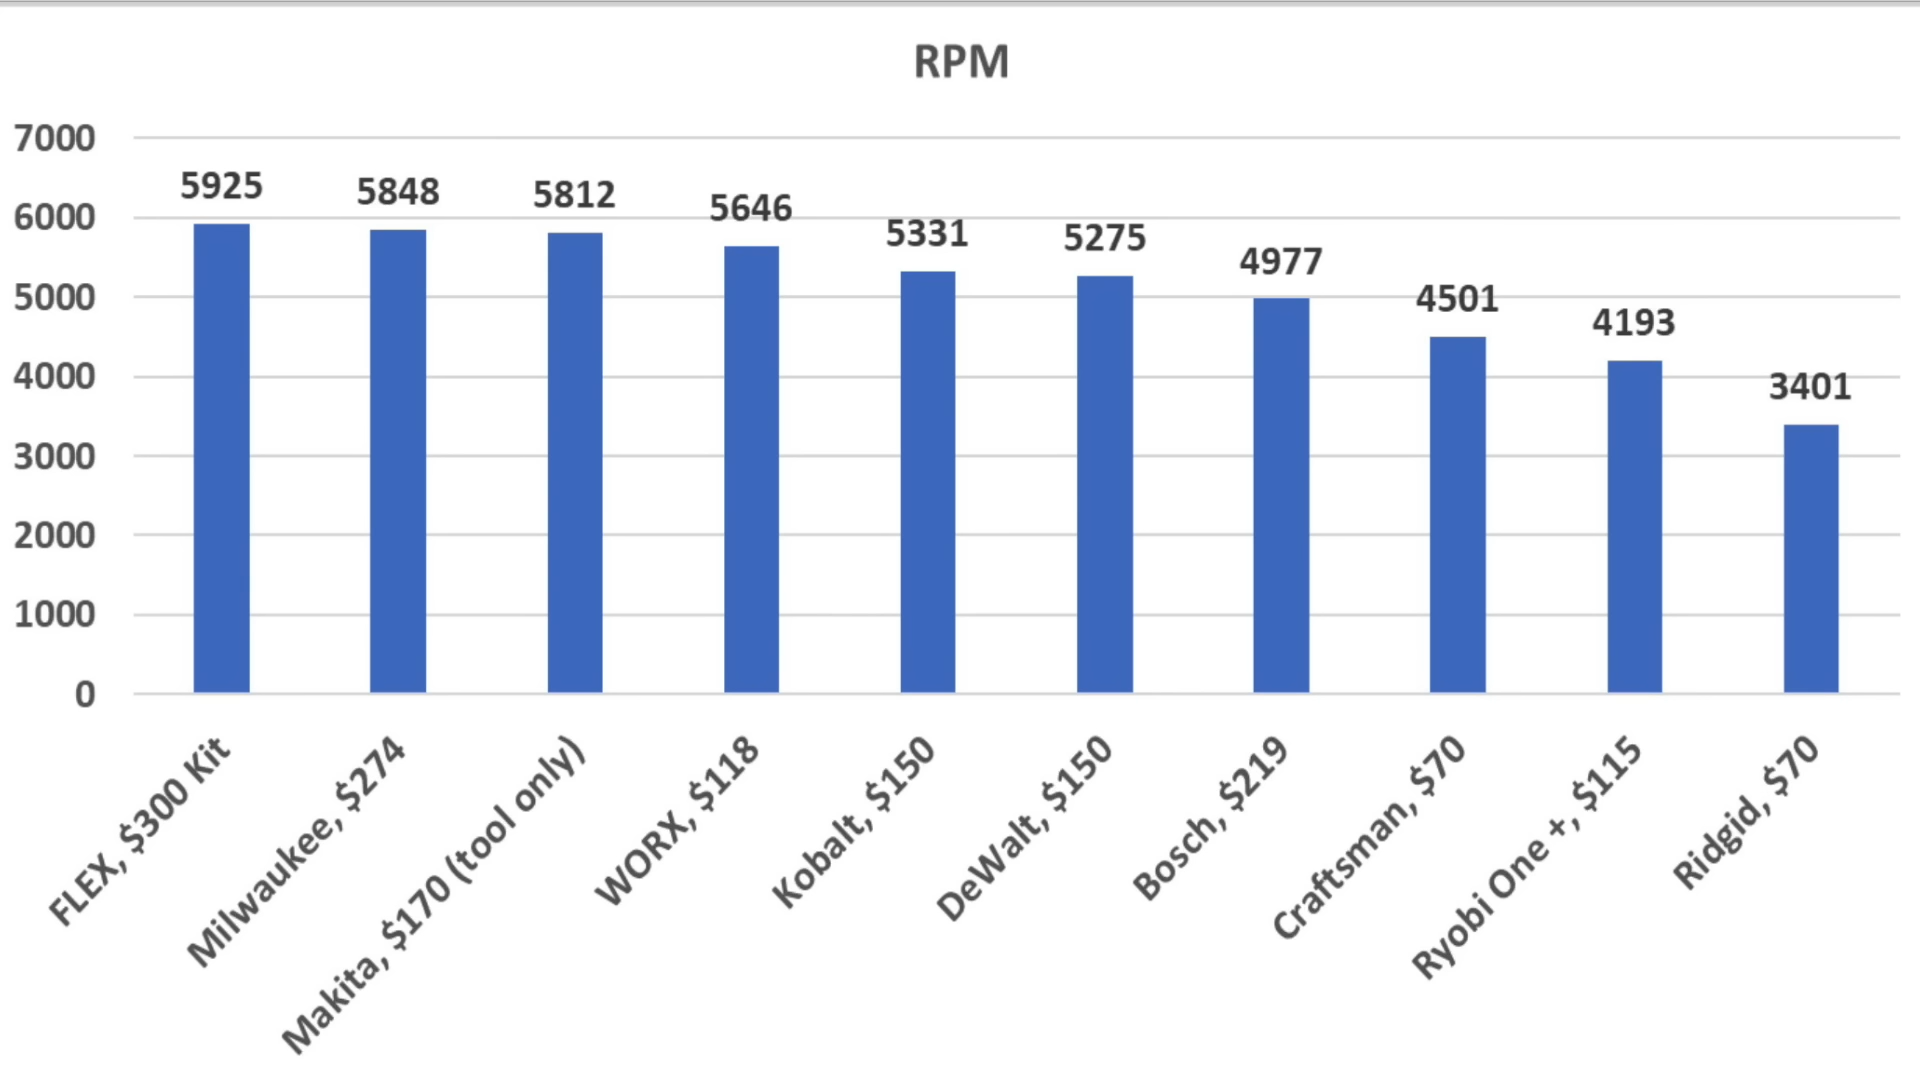 RPM
7000
6000
5000
4000
3000
2000
1000
0
5925
5848
5812
5646
5331
5275
4977
4501
4193
3401
FLEX, $300 Kit
Milwaukee, $274
Makita, $170 (tool only)
WORX, $118
Kobalt, $150
DeWalt, $150
Bosch, $219
Craftsman, $70
Ryobi One +, $115
Ridgid, $70